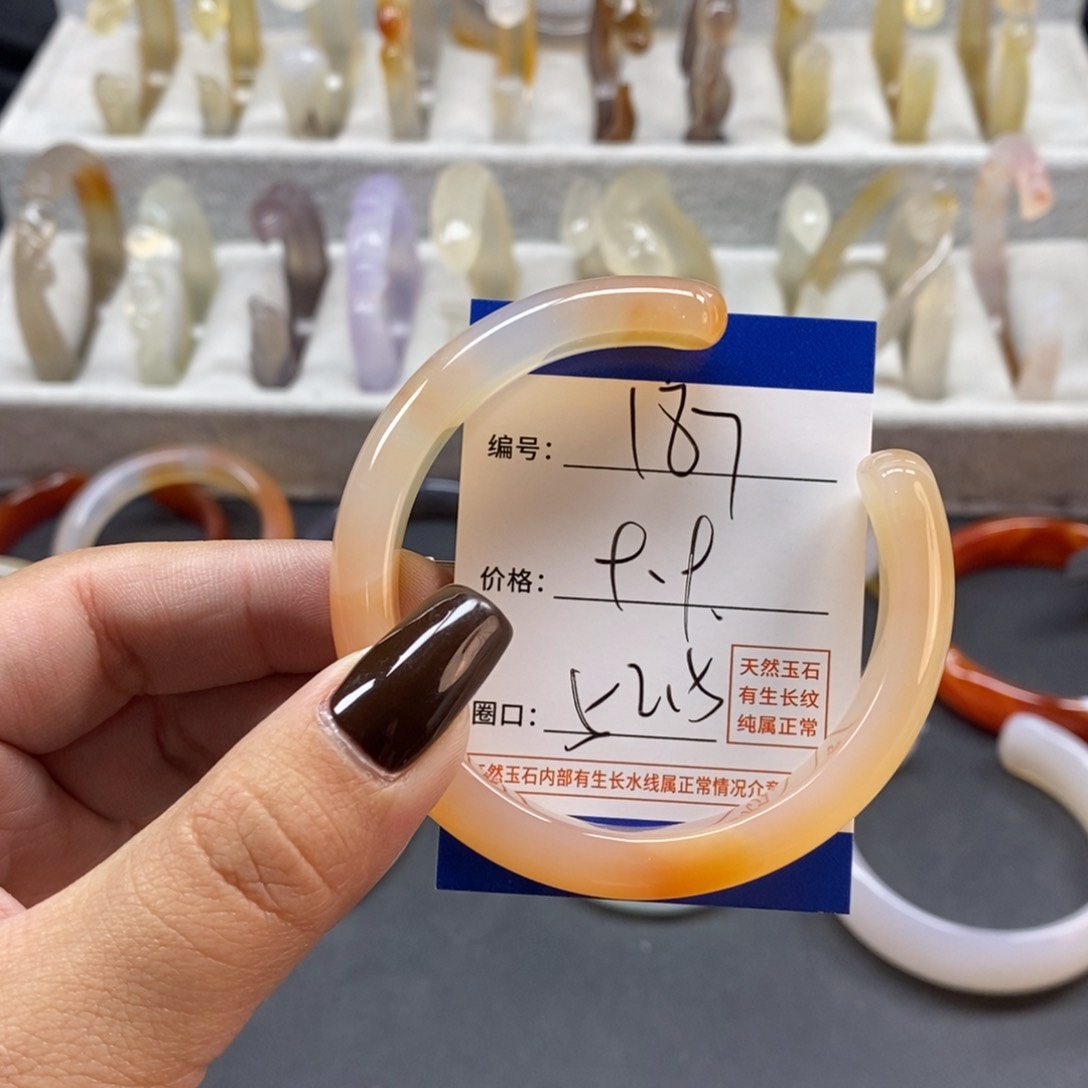 编号: 187
价格:
圈口:
天然玉石
有生长纹
纯属正常
天然玉石内部有生长水线属正常情况介意